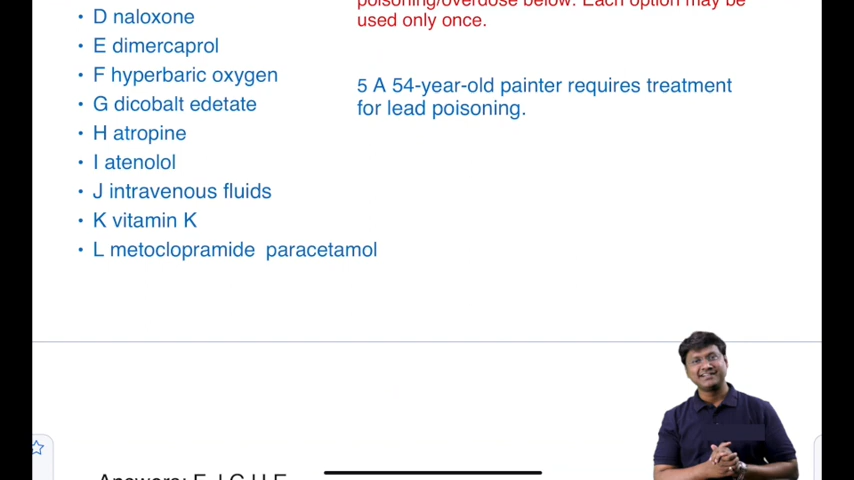 • D naloxone
• E dimercaprol
• F hyperbaric oxygen
• G dicobalt edetate
• H atropine
• I atenolol
• J intravenous fluids
• K vitamin K
• L metoclopramide  paracetamol
poisoning/overdose below. Each option may be
used only once.
5 A 54-year-old painter requires treatment
for lead poisoning.
Answers: